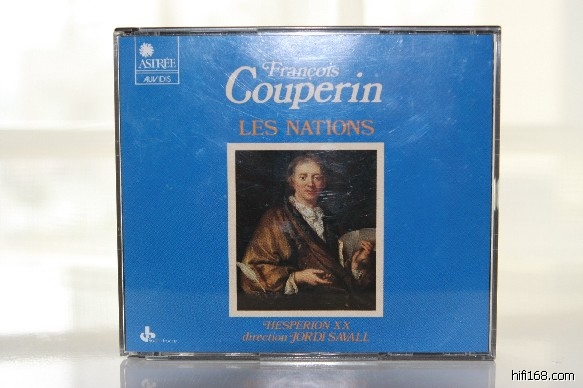 ASTRÉE
AUVIDIS
François
Couperin
LES NATIONS
HESPERION XX
direction JORDI SAVALL
hifi168.com